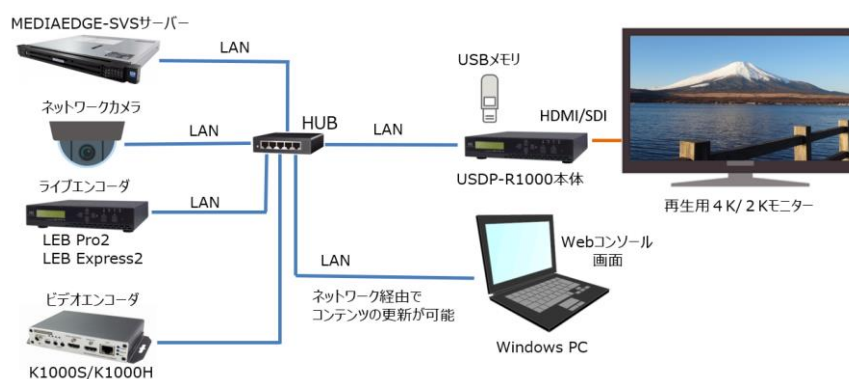 MEDIAEDGE-SVSサーバー
LAN
ネットワークカメラ
LAN
HUB
LAN
USBメモリ
HDMI/SDI
USDP-R1000本体
再生用４K/２Kモニター
ライブエンコーダ
LAN
LEB Pro2
LEB Express2
LAN
Webコンソール
画面
ネットワーク経由で
コンテンツの更新が可能
Windows PC
ビデオエンコーダ
K1000S/K1000H